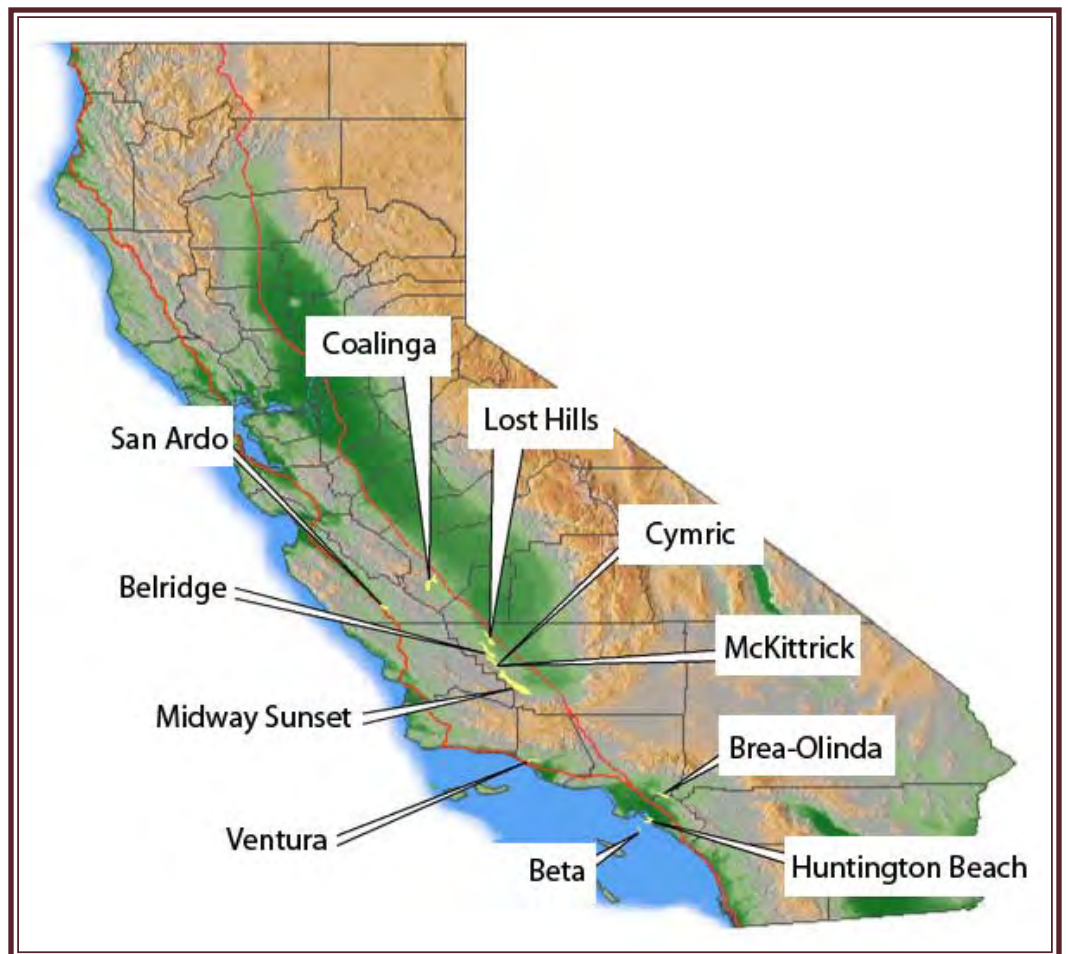 Coalinga
Lost Hills
San Ardo
Cymric
Belridge
McKittrick
Midway Sunset
Brea-Olinda
Ventura
Beta
Huntington Beach